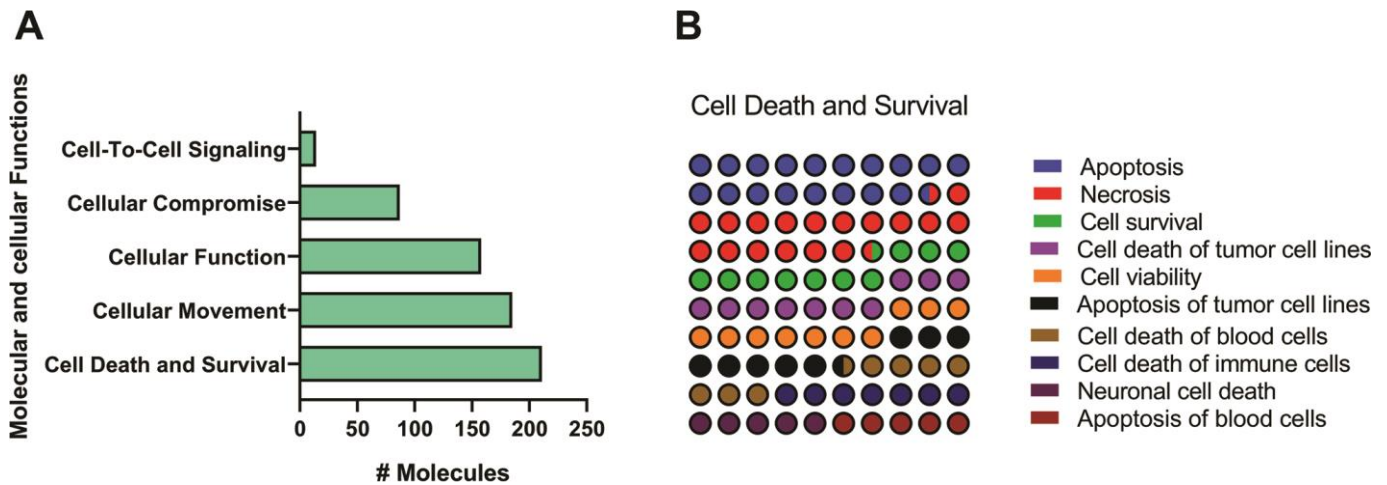 A
Molecular and cellular Functions
Cell-To-Cell Signaling
Cellular Compromise
Cellular Function
Cellular Movement
Cell Death and Survival
0 50 100 150 200 250
# Molecules
B
Cell Death and Survival
Apoptosis
Necrosis
Cell survival
Cell death of tumor cell lines
Cell viability
Apoptosis of tumor cell lines
Cell death of blood cells
Cell death of immune cells
Neuronal cell death
Apoptosis of blood cells